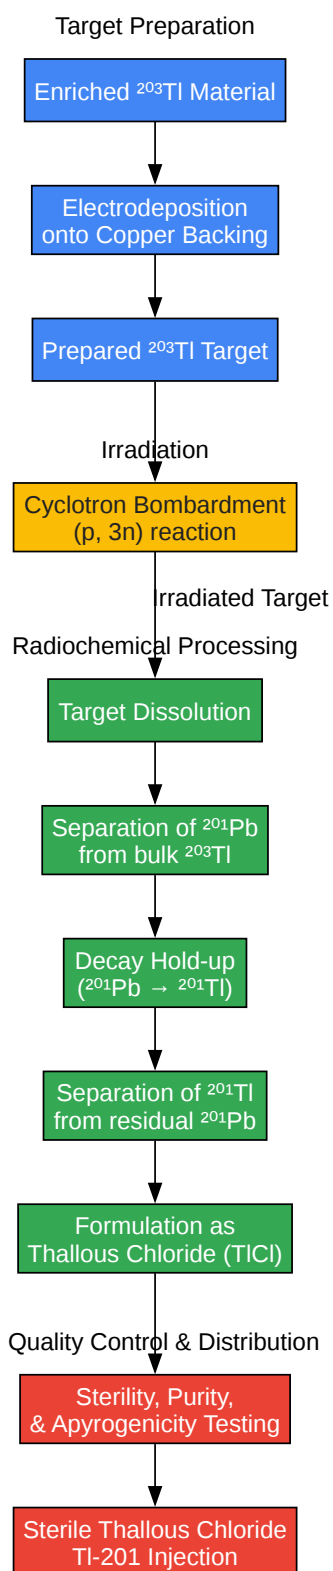 Target Preparation
Enriched ²⁰³Tl Material
Electrodeposition
onto Copper Backing
Prepared ²⁰³Tl Target
Irradiation
Cyclotron Bombardment
(p, 3n) reaction
Irradiated Target
Radiochemical Processing
Target Dissolution
Separation of ²⁰¹Pb
from bulk ²⁰³Tl
Decay Hold-up
(²⁰¹Pb → ²⁰¹Tl)
Separation of ²⁰¹Tl
from residual ²⁰¹Pb
Formulation as
Thallous Chloride (TlCl)
Quality Control & Distribution
Sterility, Purity,
& Apyrogenicity Testing
Sterile Thallous Chloride
Tl-201 Injection